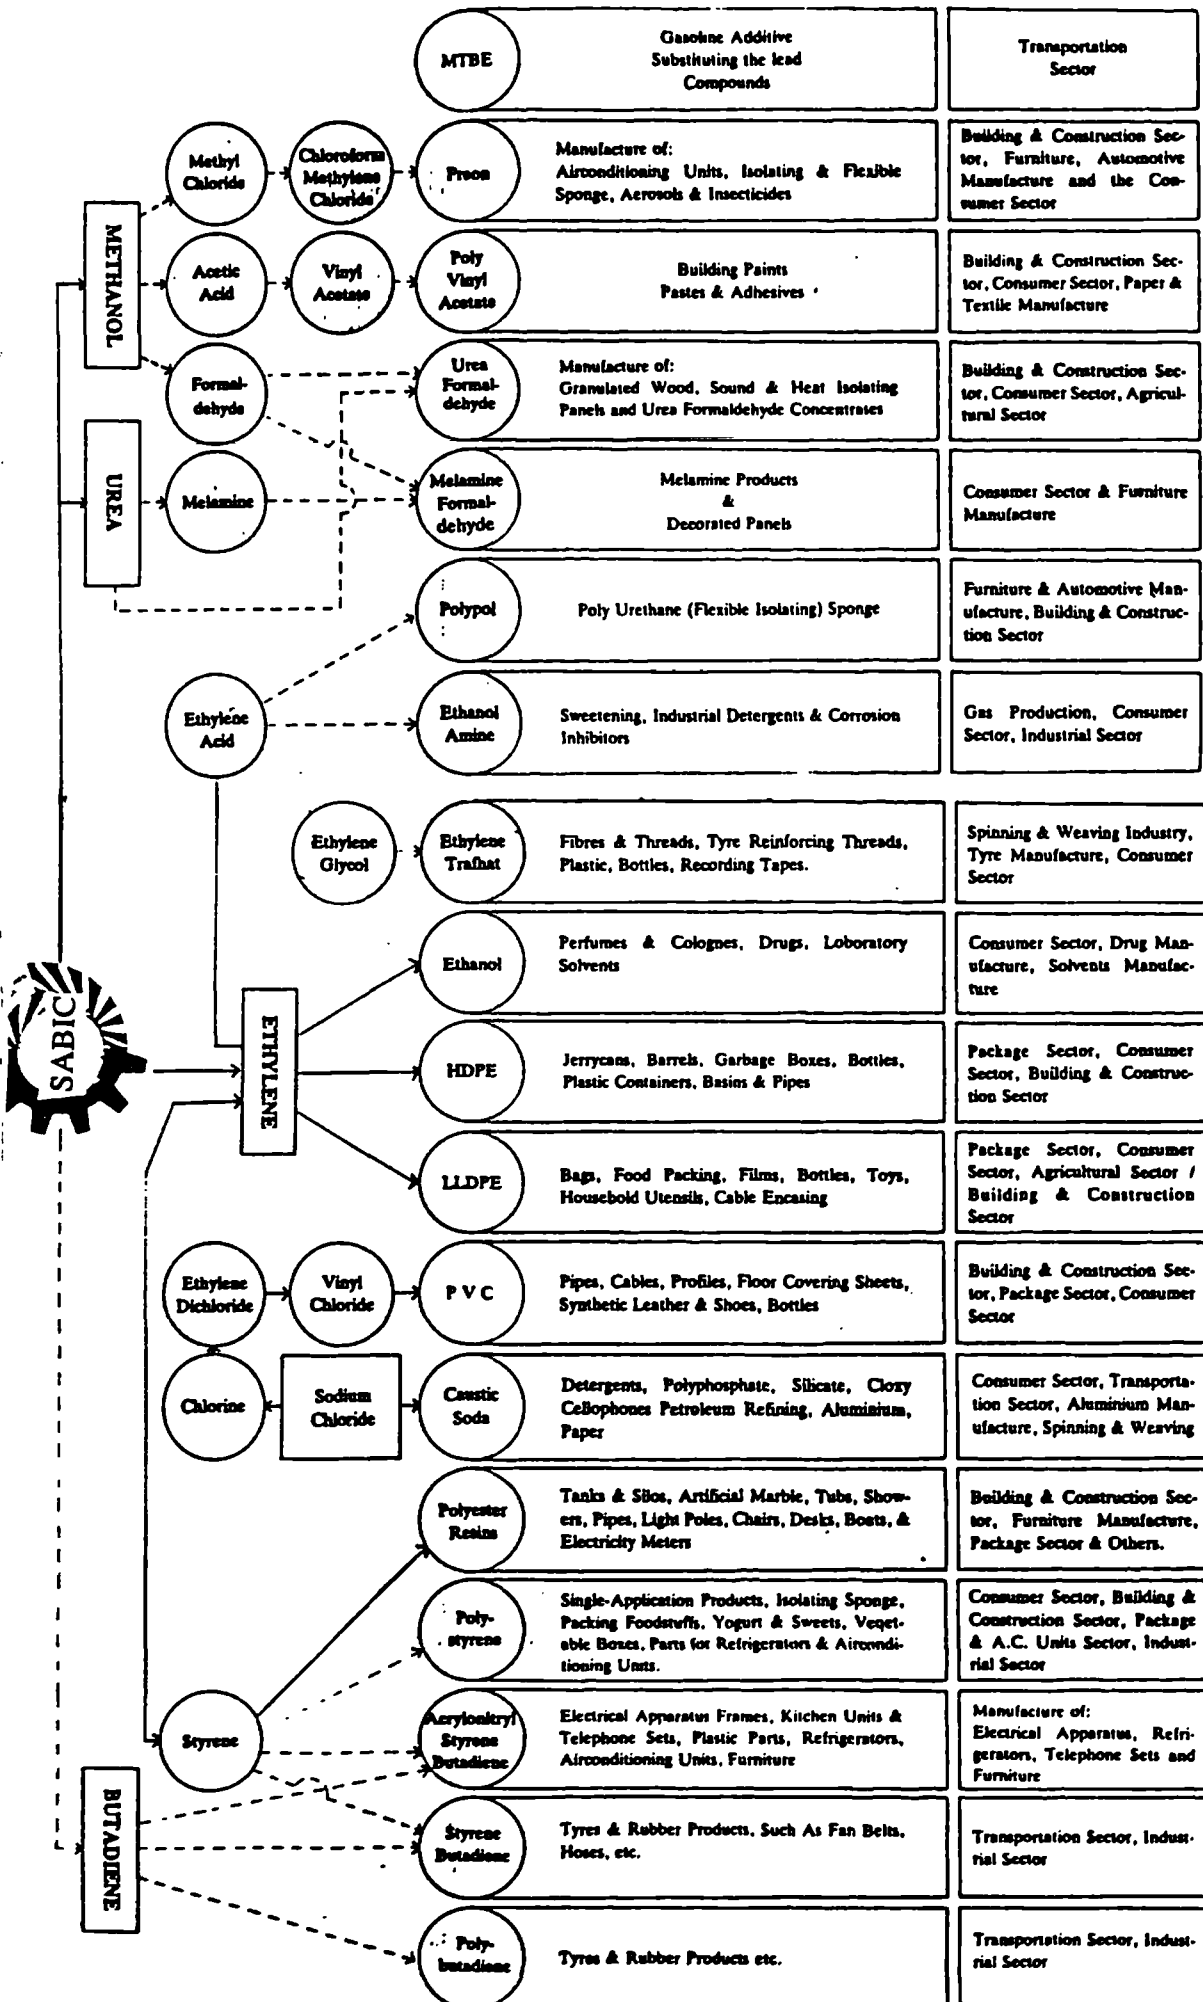 MTBE
Gasoline Additive
Substituting the lead
Compounds
Transportation
Sector
METHANOL
Methyl
Chloride
Chloroform
Methylene
Chloride
Freon
Manufacture of:
Airconditioning Units, Isolating & Flexible
Sponge, Aerosols & Insecticides
Building & Construction Sec-
tor, Furniture, Automotive
Manufacture and the Con-
sumer Sector
Acetic
Acid
Vinyl
Acetate
Poly
Vinyl
Acetate
Building Paints
Pastes & Adhesives
Building & Construction Sec-
tor, Consumer Sector, Paper &
Textile Manufacture
Formal-
dehyde
Urea
Formal-
dehyde
Manufacture of:
Granulated Wood, Sound & Heat Isolating
Panels and Urea Formaldehyde Concentrates
Building & Construction Sec-
tor, Consumer Sector, Agricul-
tural Sector
UREA
Melamine
Melamine
Formal-
dehyde
Melamine Products
&
Decorated Panels
Consumer Sector & Furniture
Manufacture
Polypol
Poly Urethane (Flexible Isolating) Sponge
Furniture & Automotive Man-
ufacture, Building & Construc-
tion Sector
Ethylene
Acid
Ethanol
Amine
Sweetening, Industrial Detergents & Corrosion
Inhibitors
Gas Production, Consumer
Sector, Industrial Sector
Ethylene
Glycol
Ethylene
Trafhat
Fibres & Threads, Tyre Reinforcing Threads,
Plastic, Bottles, Recording Tapes.
Spinning & Weaving Industry,
Tyre Manufacture, Consumer
Sector
SABIC
ETHYLENE
Ethanol
Perfumes & Colognes, Drugs, Loboratory
Solvents
Consumer Sector, Drug Man-
ufacture, Solvents Manufac-
ture
HDPE
Jerrycans, Barrels, Garbage Boxes, Bottles,
Plastic Containers, Basins & Pipes
Package Sector, Consumer
Sector, Building & Construc-
tion Sector
LLDPE
Bags, Food Packing, Films, Bottles, Toys,
Household Utensils, Cable Encasing
Package Sector, Consumer
Sector, Agricultural Sector /
Building & Construction
Sector
Ethylene
Dichloride
Vinyl
Chloride
P V C
Pipes, Cables, Profiles, Floor Covering Sheets,
Synthetic Leather & Shoes, Bottles
Building & Construction Sec-
tor, Package Sector, Consumer
Sector
Chlorine
Sodium
Chloride
Caustic
Soda
Detergents, Polyphosphate, Silicate, Cloxy
Cellophones Petroleum Refining, Aluminium,
Paper
Consumer Sector, Transporta-
tion Sector, Aluminium Man-
ufacture, Spinning & Weaving
Polyester
Resins
Tanks & Silos, Artificial Marble, Tubs, Show-
ers, Pipes, Light Poles, Chairs, Desks, Boats, &
Electricity Meters
Building & Construction Sec-
tor, Furniture Manufacture,
Package Sector & Others.
Poly-
styrene
Single-Application Products, Isolating Sponge,
Packing Foodstuffs, Yogurt & Sweets, Veget-
able Boxes, Parts for Refrigerators & Aircondi-
tioning Units.
Consumer Sector, Building &
Construction Sector, Package
& A.C. Units Sector, Indust-
rial Sector
Styrene
Acrylonitryl
Styrene
Butadiene
Electrical Apparatus Frames, Kitchen Units &
Telephone Sets, Plastic Parts, Refrigerators,
Airconditioning Units, Furniture
Manufacture of:
Electrical Apparatus, Refri-
gerators, Telephone Sets and
Furniture
BUTADIENE
Styrene
Butadiene
Tyres & Rubber Products, Such As Fan Belts,
Hoses, etc.
Transportation Sector, Indust-
rial Sector
Poly-
butadiene
Tyres & Rubber Products etc.
Transportation Sector, Indust-
rial Sector